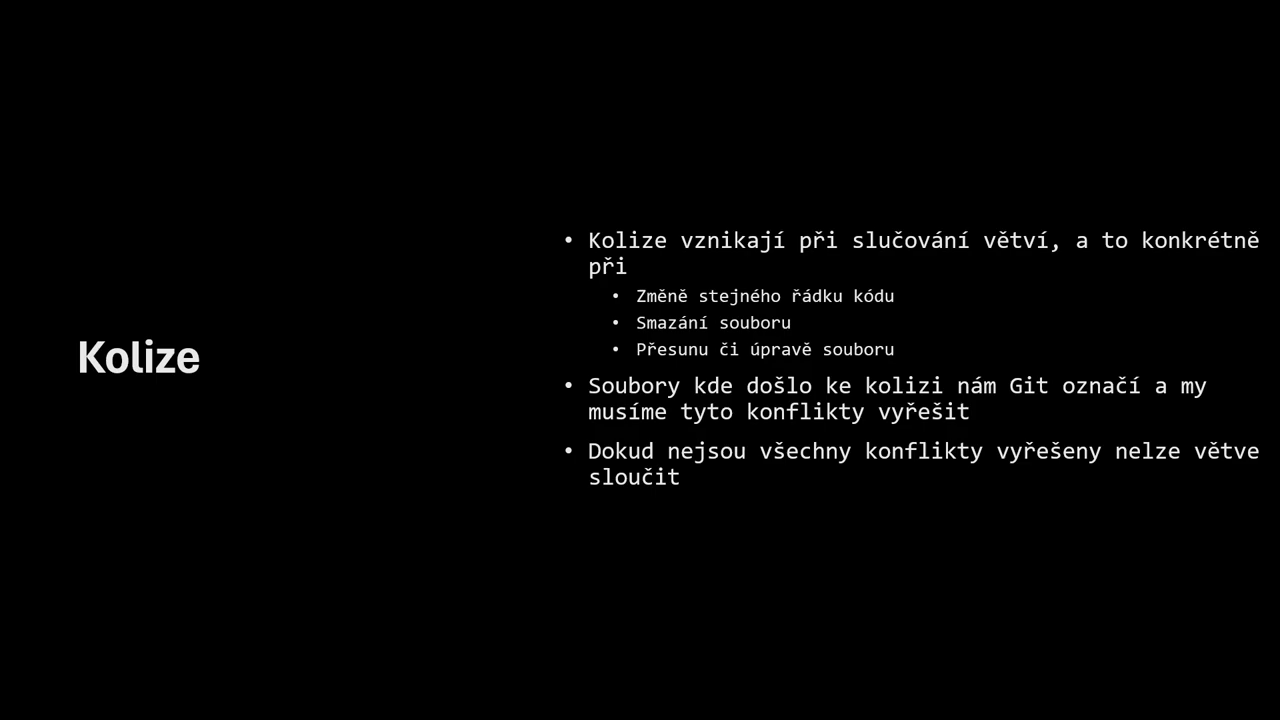 Kolize
• Kolize vznikají při slučování větví, a to konkrétně
při
• Změně stejného řádku kódu
• Smazání souboru
• Přesunu či úpravě souboru
• Soubory kde došlo ke kolizi nám Git označí a my
musíme tyto konflikty vyřešit
• Dokud nejsou všechny konflikty vyřešeny nelze větve
sloučit